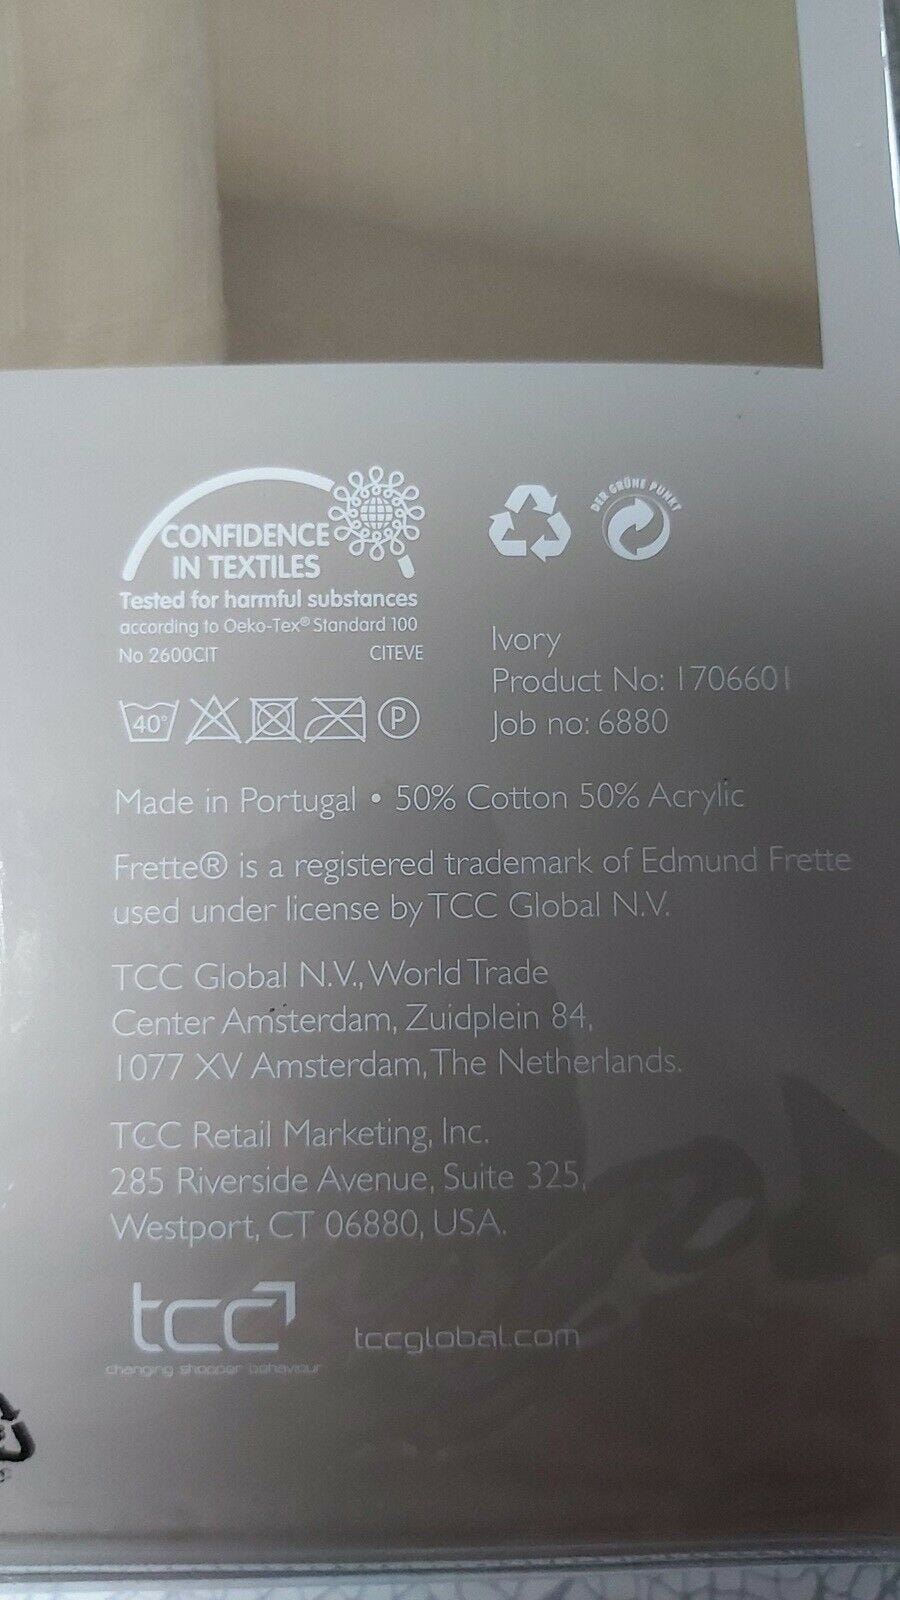 CONFIDENCE
IN TEXTILES
Tested for harmful substances
according to Oeko-Tex® Standard 100
No 2600CIT CITEVE
DER GRÜNE PUNKT
Ivory
Product No: 1706601
Job no: 6880
40° P
Made in Portugal • 50% Cotton 50% Acrylic
Frette® is a registered trademark of Edmund Frette
used under license by TCC Global N.V.
TCC Global N.V., World Trade
Center Amsterdam, Zuidplein 84,
1077 XV Amsterdam, The Netherlands.
TCC Retail Marketing, Inc.
285 Riverside Avenue, Suite 325,
Westport, CT 06880, USA.
tcc
changing shopper behaviour
tccglobal.com